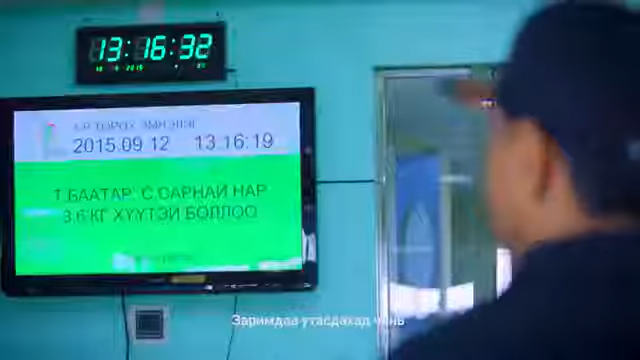 13:16:32
2015.09 12 13.16:19
Т.БААТАР, С.САРНАЙ НАР
3.6 КГ ХҮҮТЭЙ БОЛЛОО
Заримдаа утасдахад чинь